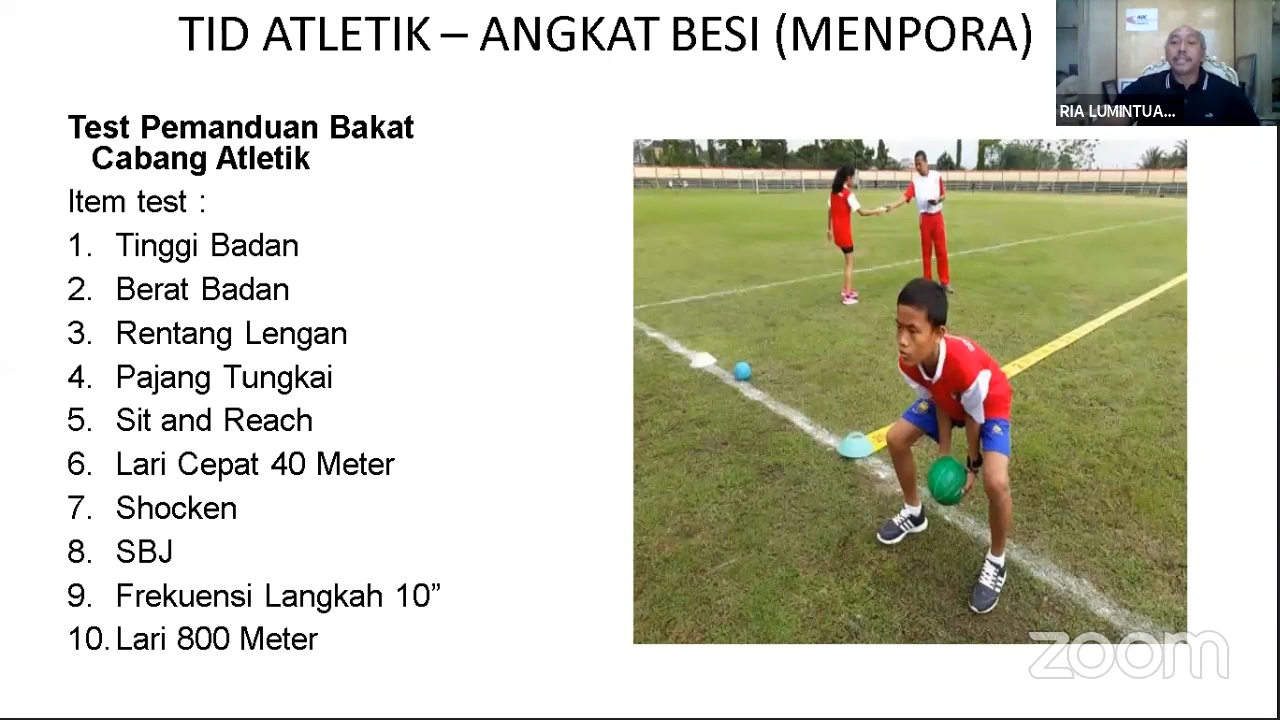 TID ATLETIK – ANGKAT BESI (MENPORA)
RIA LUMINTUA...
Test Pemanduan Bakat
Cabang Atletik
Item test :
1. Tinggi Badan
2. Berat Badan
3. Rentang Lengan
4. Pajang Tungkai
5. Sit and Reach
6. Lari Cepat 40 Meter
7. Shocken
8. SBJ
9. Frekuensi Langkah 10”
10. Lari 800 Meter
zoom